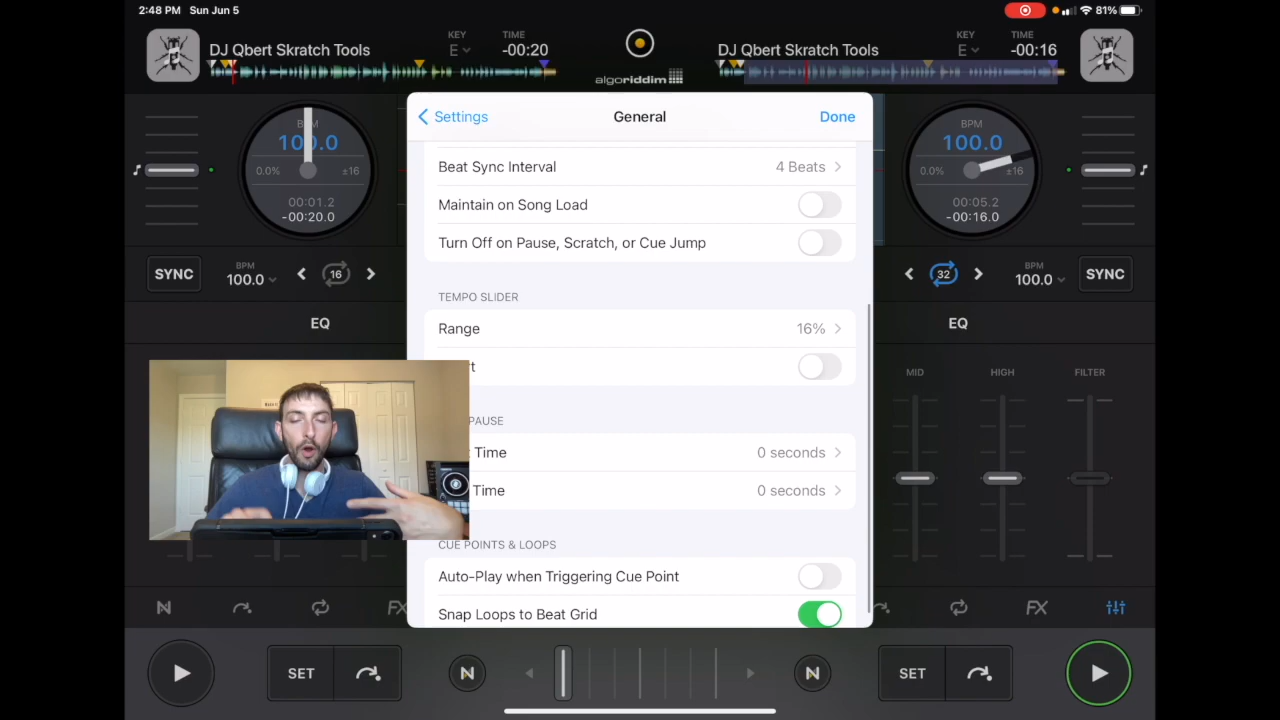 2:48 PM Sun Jun 5
81%
DJ Qbert Skratch Tools
KEY
E
TIME
-00:20
algoriddim
DJ Qbert Skratch Tools
KEY
E
TIME
-00:16
Settings
General
Done
Beat Sync Interval
4 Beats
Maintain on Song Load
Turn Off on Pause, Scratch, or Cue Jump
TEMPO SLIDER
Range
16%
t
PAUSE
Time
0 seconds
Time
0 seconds
CUE POINTS & LOOPS
Auto-Play when Triggering Cue Point
Snap Loops to Beat Grid
BPM
100.0
0.0%
±16
00:01.2
-00:20.0
SYNC
BPM
100.0
16
EQ
FX
SET
N
BPM
100.0
0.0%
±16
00:05.2
-00:16.0
32
BPM
100.0
SYNC
EQ
MID
HIGH
FILTER
FX
N
SET